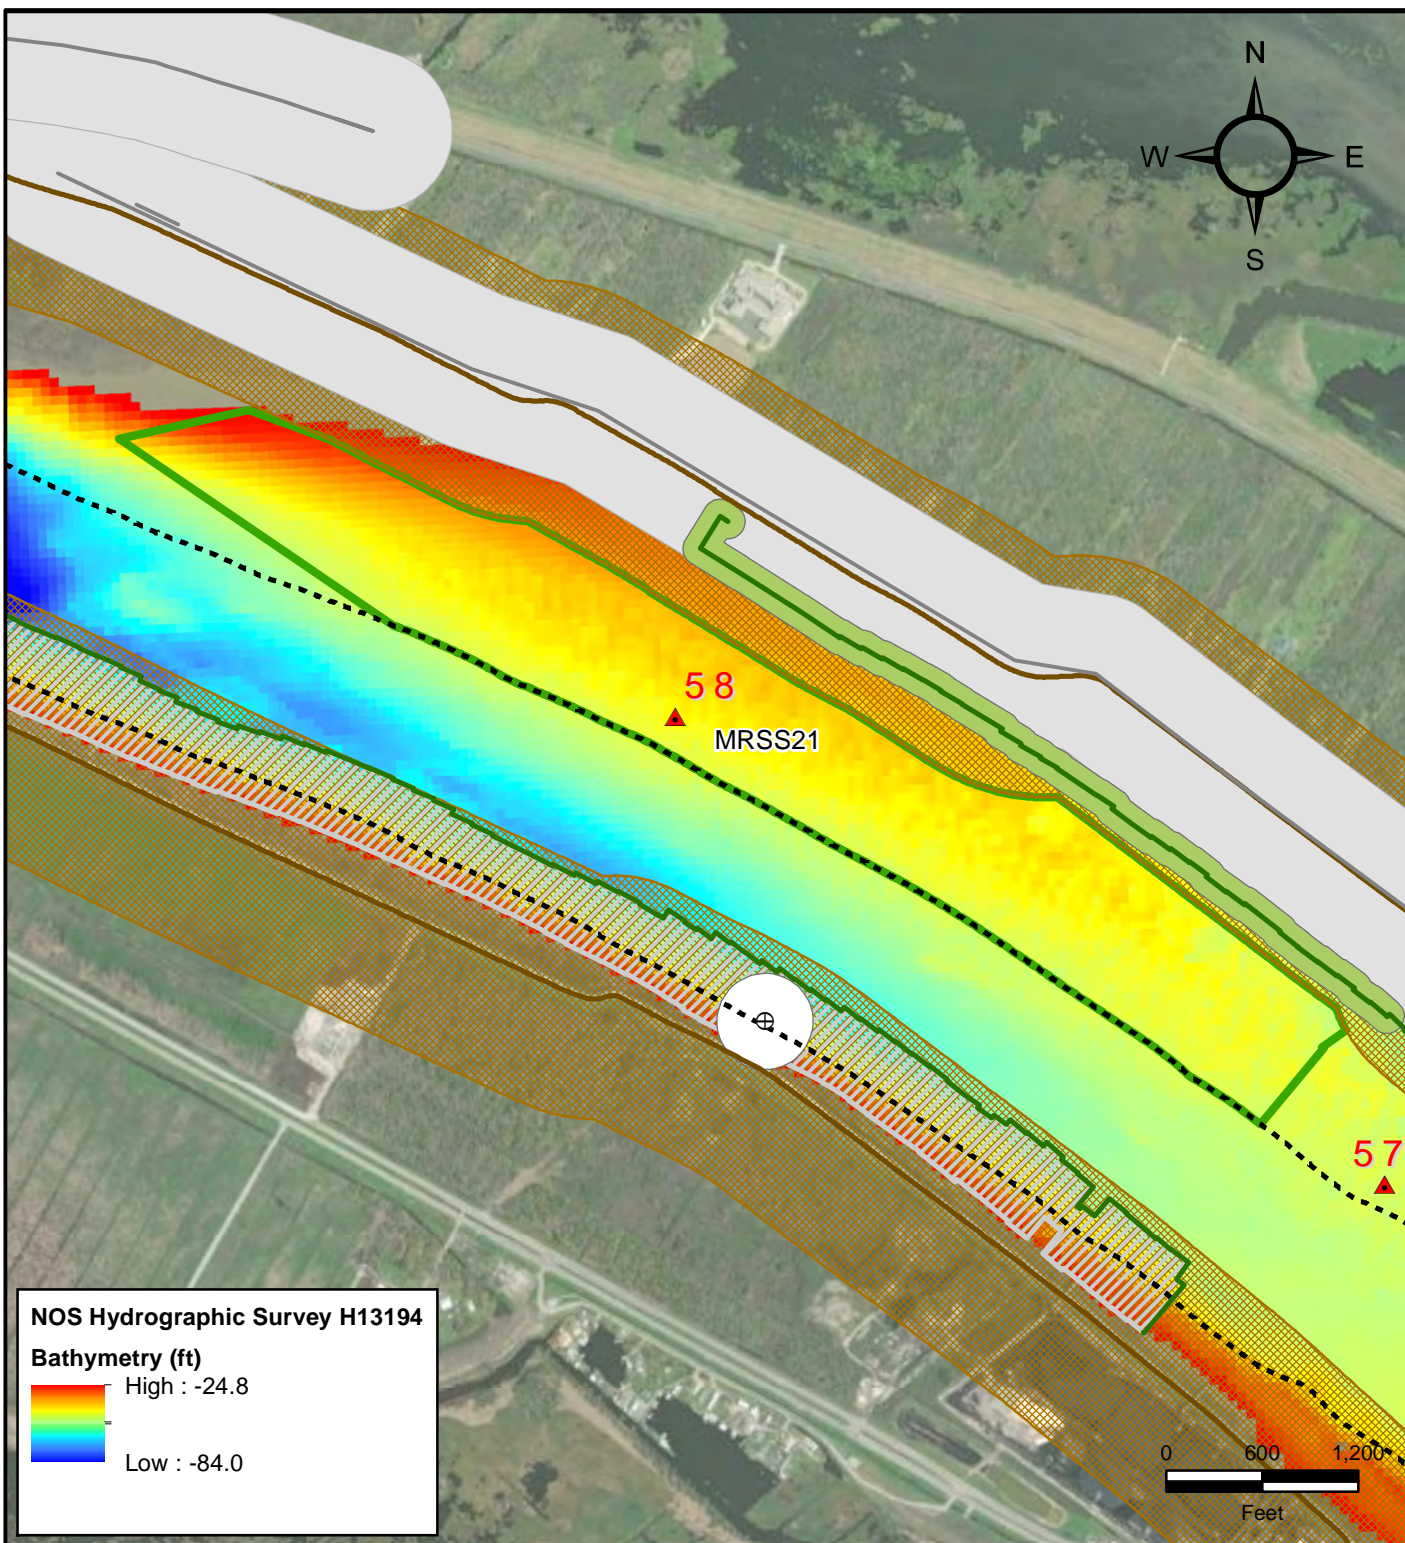 N
W E
S
58
MRSS21
57
NOS Hydrographic Survey H13194
Bathymetry (ft)
High : -24.8
Low : -84.0
0 600 1,200
Feet